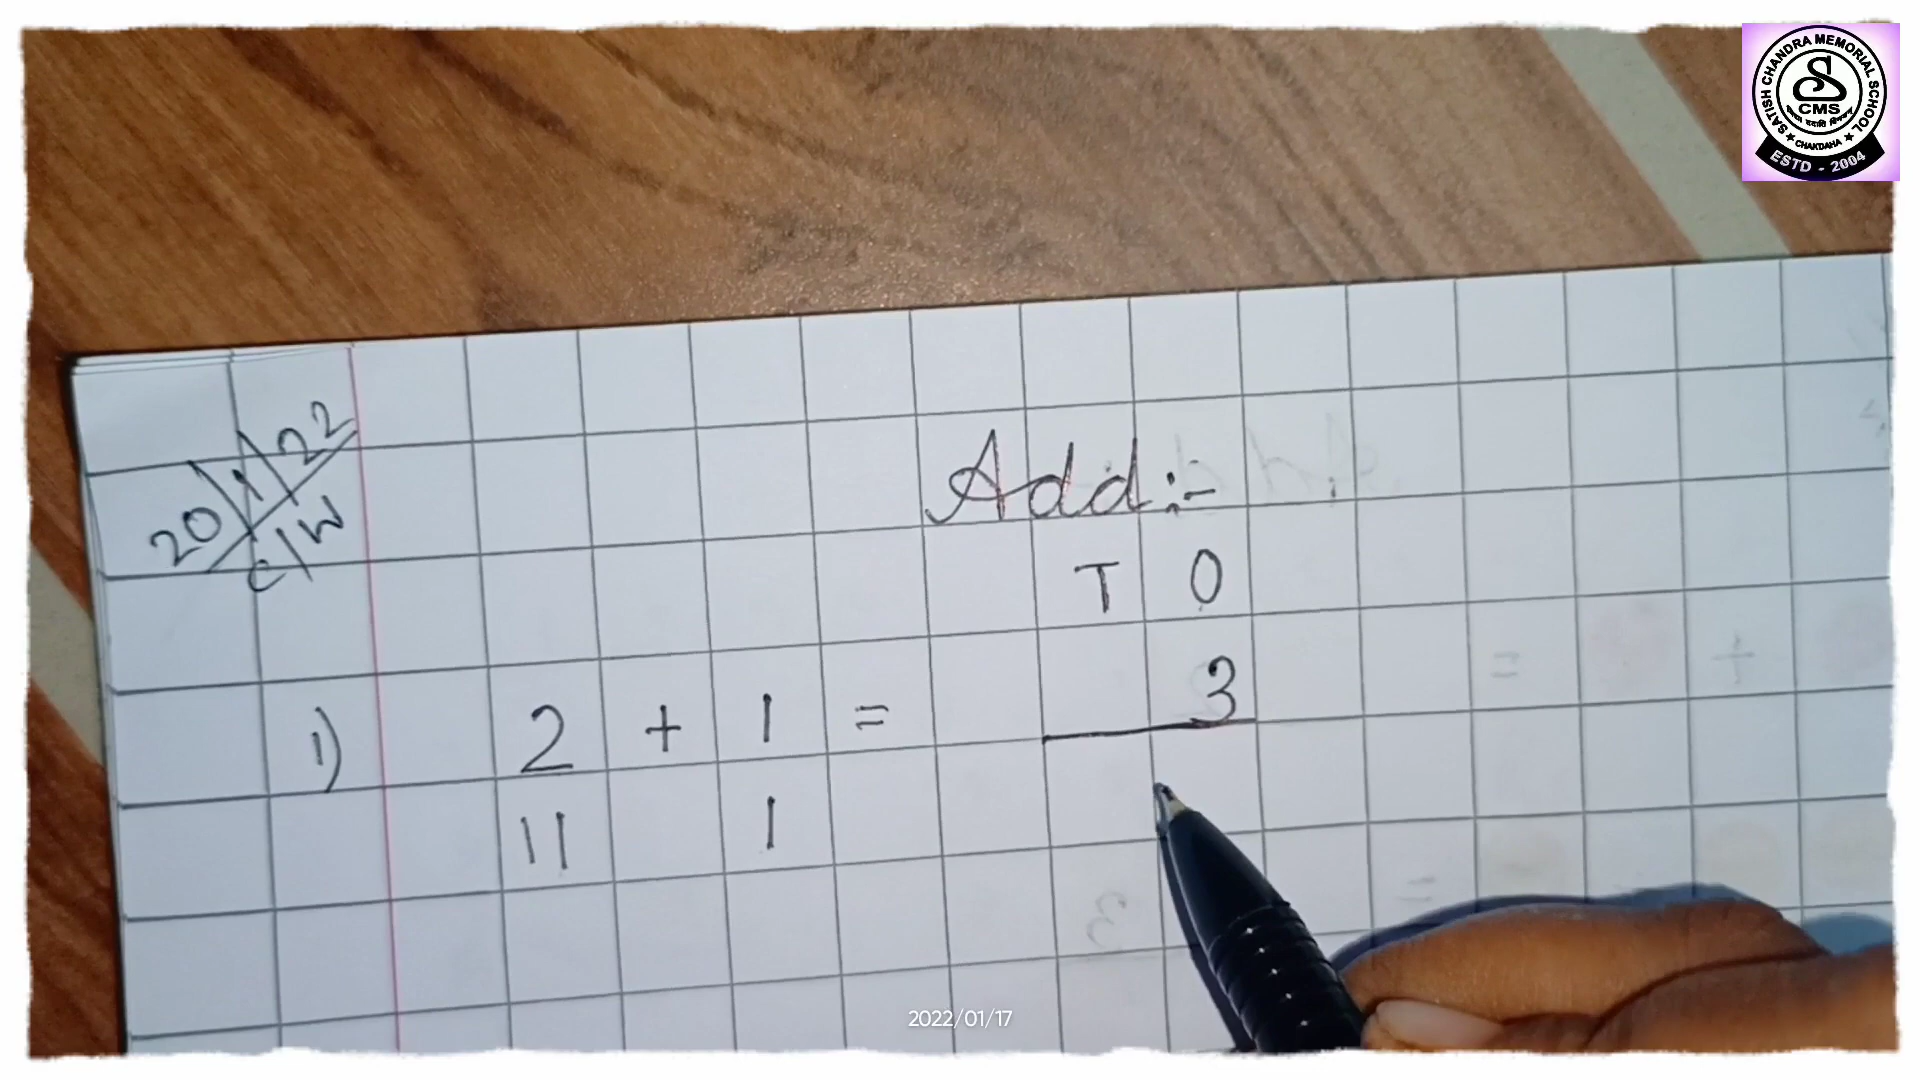 SATISH CHANDRA MEMORIAL SCHOOL
S
CMS
CHAKDAHA
ESTD - 2004
20/1/22
C/W
Add:-
T O
1) 2 + 1 = 3
11 1
2022/01/17